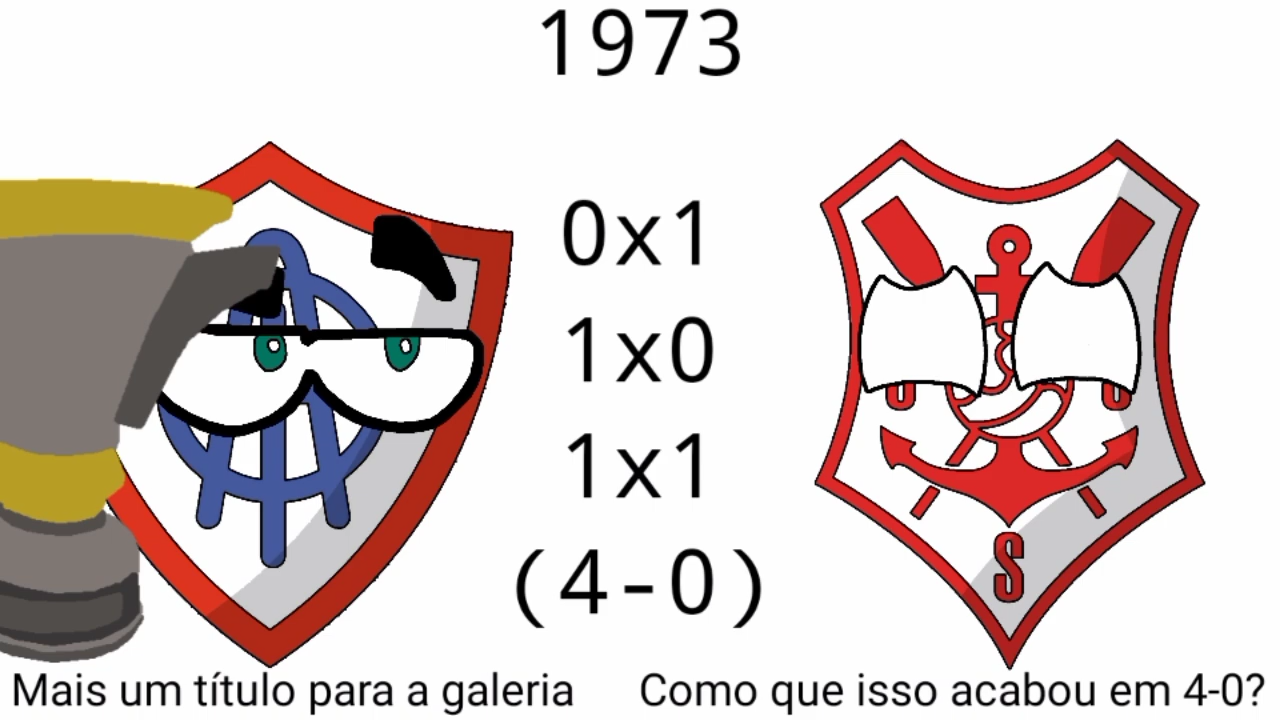 1973
0x1
1x0
1x1
(4-0)
S
Mais um título para a galeria
Como que isso acabou em 4-0?